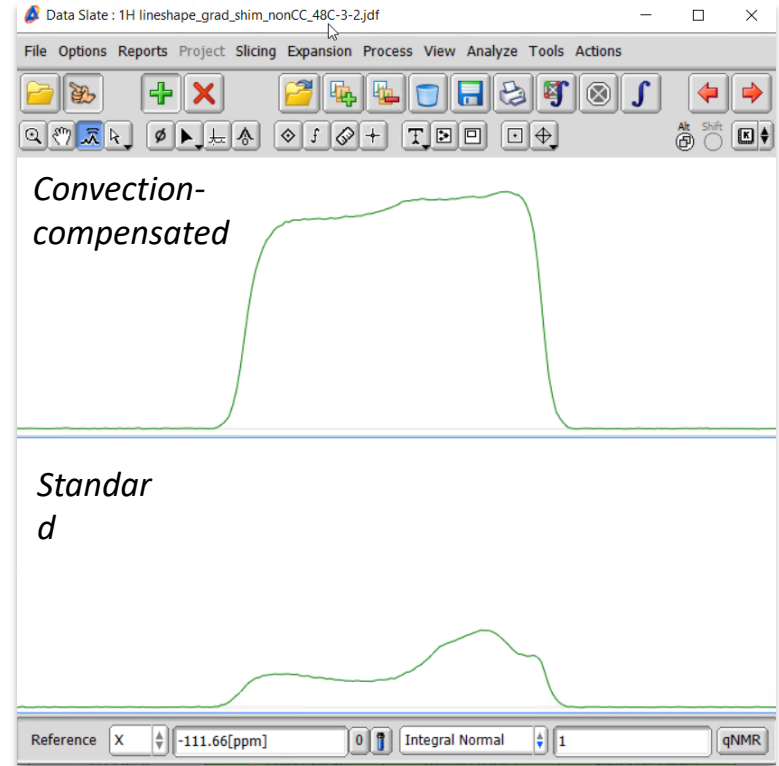 Data Slate : 1H lineshape_grad_shim_nonCC_48C-3-2.jdf
File Options Reports Project Slicing Expansion Process View Analyze Tools Actions
Alt Shift
K
Convection-
compensated
Standar
d
Reference X -111.66[ppm] 0 Integral Normal 1 qNMR